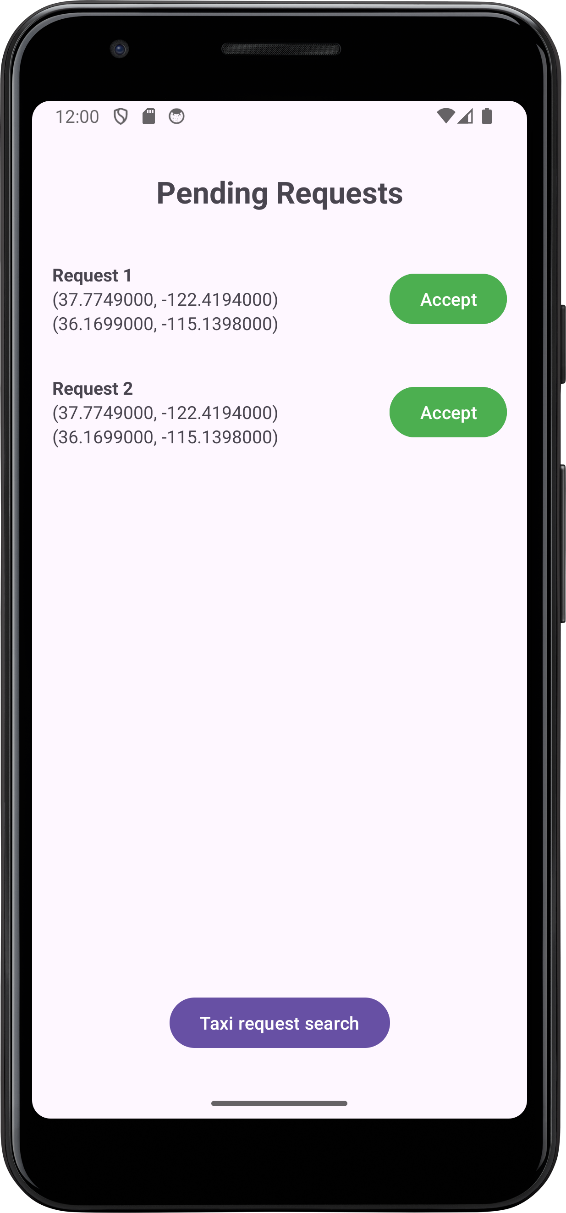 12:00
Pending Requests
Request 1
(37.7749000, -122.4194000)
(36.1699000, -115.1398000)
Accept
Request 2
(37.7749000, -122.4194000)
(36.1699000, -115.1398000)
Accept
Taxi request search